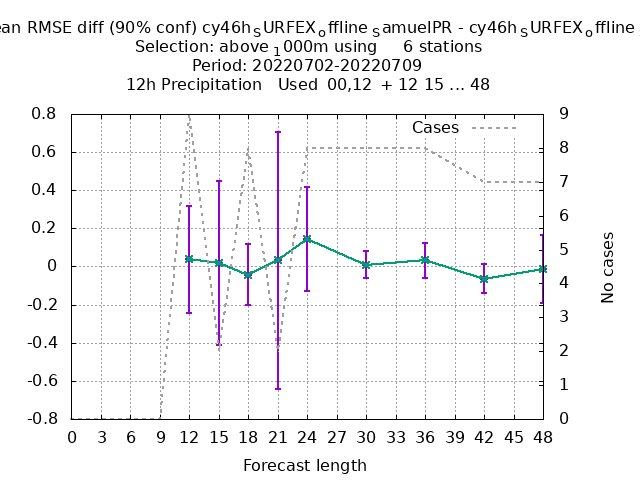 ean RMSE diff (90% conf) cy46h_SURFEX_offline_SamuelPR - cy46h_SURFEX_offline
Selection: above_1000m using 6 stations
Period: 20220702-20220709
12h Precipitation Used 00,12 + 12 15 ... 48
Cases
0.8
0.6
0.4
0.2
0
-0.2
-0.4
-0.6
-0.8
9
8
7
6
5
4
3
2
1
0
No cases
0 3 6 9 12 15 18 21 24 27 30 33 36 39 42 45 48
Forecast length